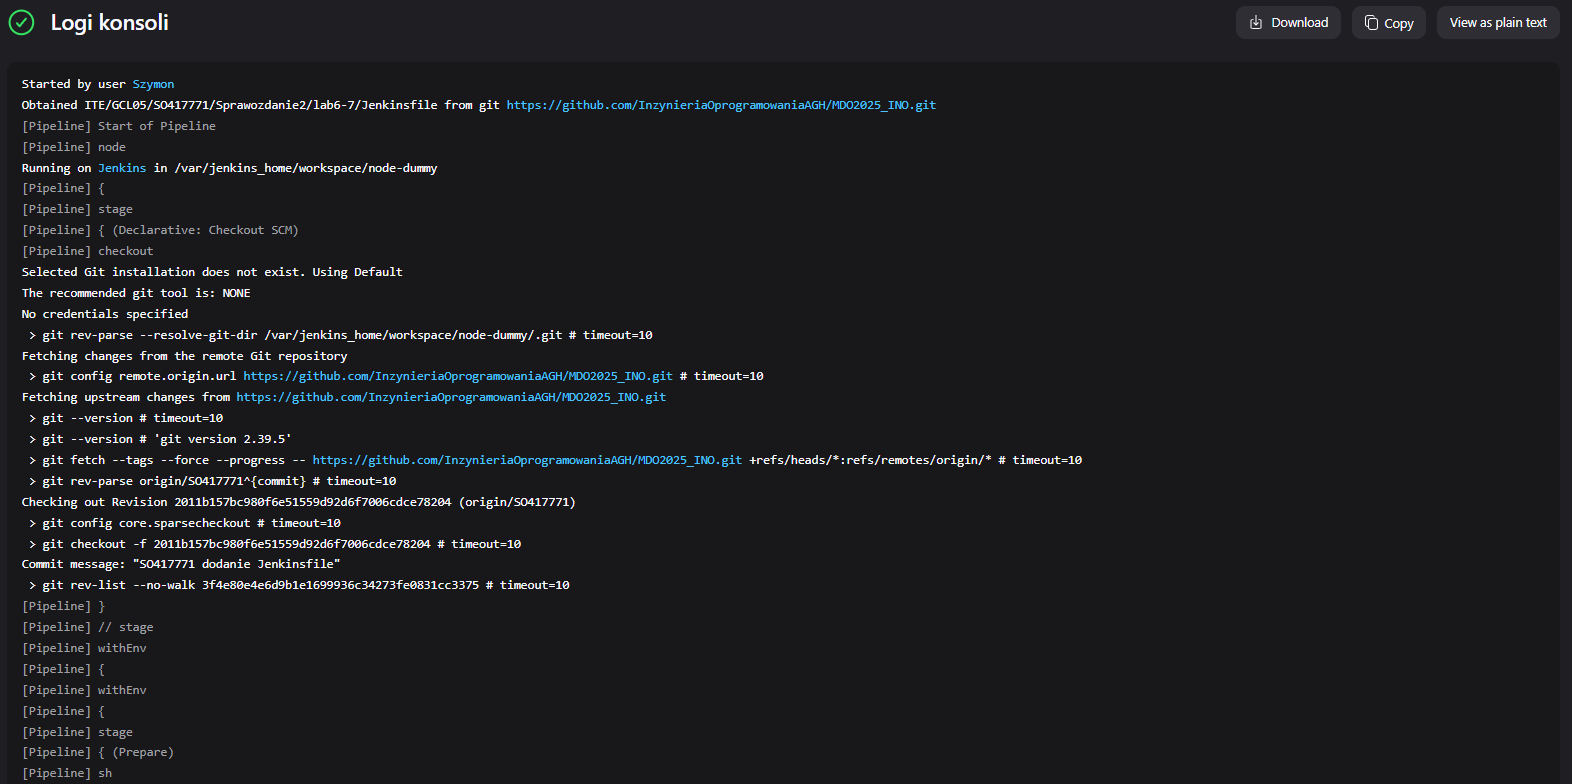 Logi konsoli
Download
Copy
View as plain text
Started by user Szymon
Obtained ITE/GCL05/SO417771/Sprawozdanie2/lab6-7/Jenkinsfile from git https://github.com/InzynieriaOprogramowaniaAGH/MDO2025_INO.git
[Pipeline] Start of Pipeline
[Pipeline] node
Running on Jenkins in /var/jenkins_home/workspace/node-dummy
[Pipeline] {
[Pipeline] stage
[Pipeline] { (Declarative: Checkout SCM)
[Pipeline] checkout
Selected Git installation does not exist. Using Default
The recommended git tool is: NONE
No credentials specified
 > git rev-parse --resolve-git-dir /var/jenkins_home/workspace/node-dummy/.git # timeout=10
Fetching changes from the remote Git repository
 > git config remote.origin.url https://github.com/InzynieriaOprogramowaniaAGH/MDO2025_INO.git # timeout=10
Fetching upstream changes from https://github.com/InzynieriaOprogramowaniaAGH/MDO2025_INO.git
 > git --version # timeout=10
 > git --version # 'git version 2.39.5'
 > git fetch --tags --force --progress -- https://github.com/InzynieriaOprogramowaniaAGH/MDO2025_INO.git +refs/heads/*:refs/remotes/origin/* # timeout=10
 > git rev-parse origin/SO417771^{commit} # timeout=10
Checking out Revision 2011b157bc980f6e51559d92d6f7006cdce78204 (origin/SO417771)
 > git config core.sparsecheckout # timeout=10
 > git checkout -f 2011b157bc980f6e51559d92d6f7006cdce78204 # timeout=10
Commit message: "SO417771 dodanie Jenkinsfile"
 > git rev-list --no-walk 3f4e80e4e6d9b1e1699936c34273fe0831cc3375 # timeout=10
[Pipeline] }
[Pipeline] // stage
[Pipeline] withEnv
[Pipeline] {
[Pipeline] withEnv
[Pipeline] {
[Pipeline] stage
[Pipeline] { (Prepare)
[Pipeline] sh